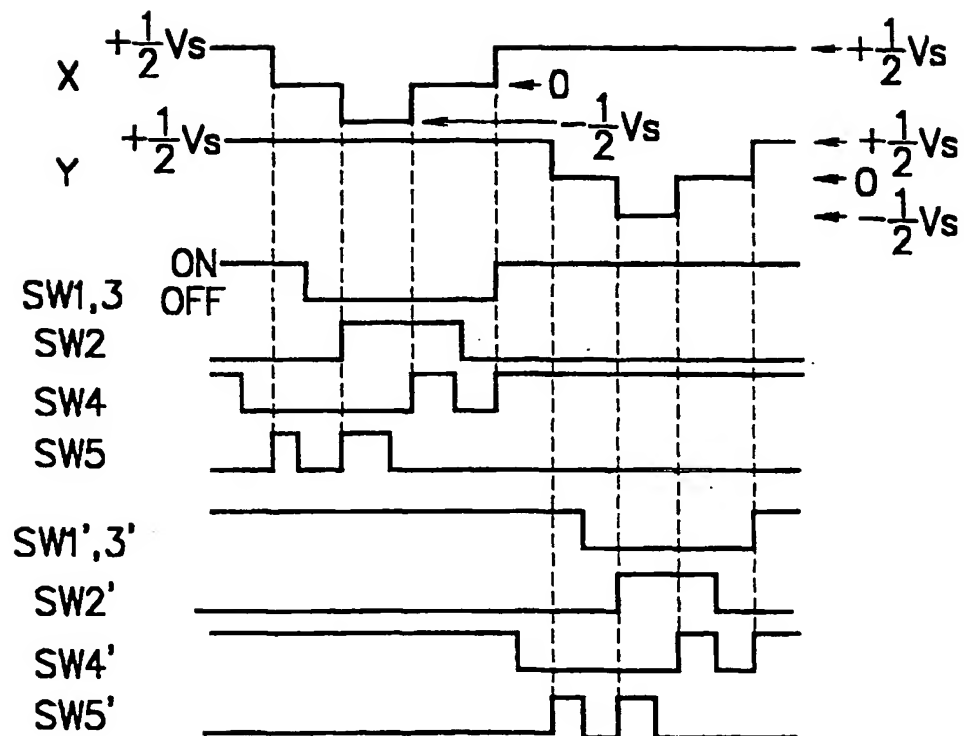 X
+1/2Vs
+1/2Vs
0
-1/2Vs
Y
+1/2Vs
+1/2Vs
0
-1/2Vs
ON
OFF
SW1,3
SW2
SW4
SW5
SW1',3'
SW2'
SW4'
SW5'